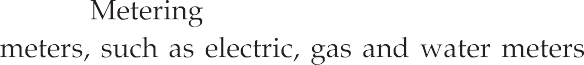 Metering
meters, such as electric, gas and water meters